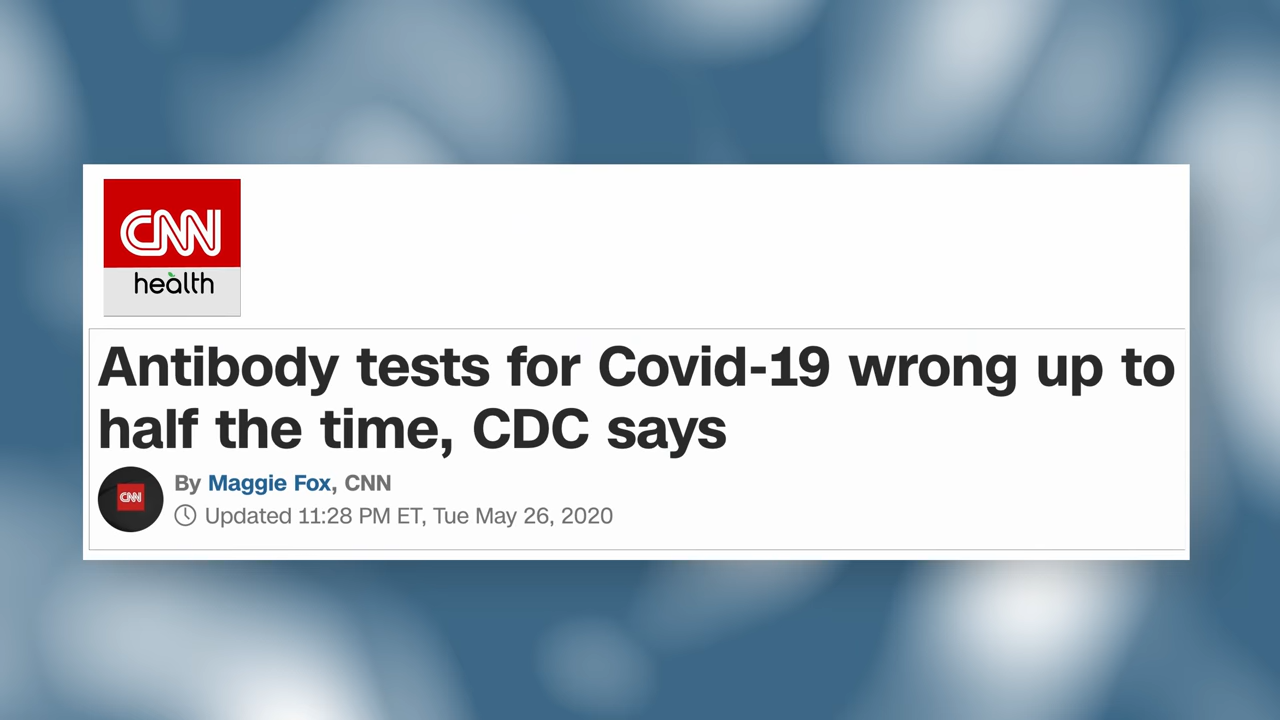 CNN
health
Antibody tests for Covid-19 wrong up to
half the time, CDC says
CNN
By Maggie Fox, CNN
Updated 11:28 PM ET, Tue May 26, 2020